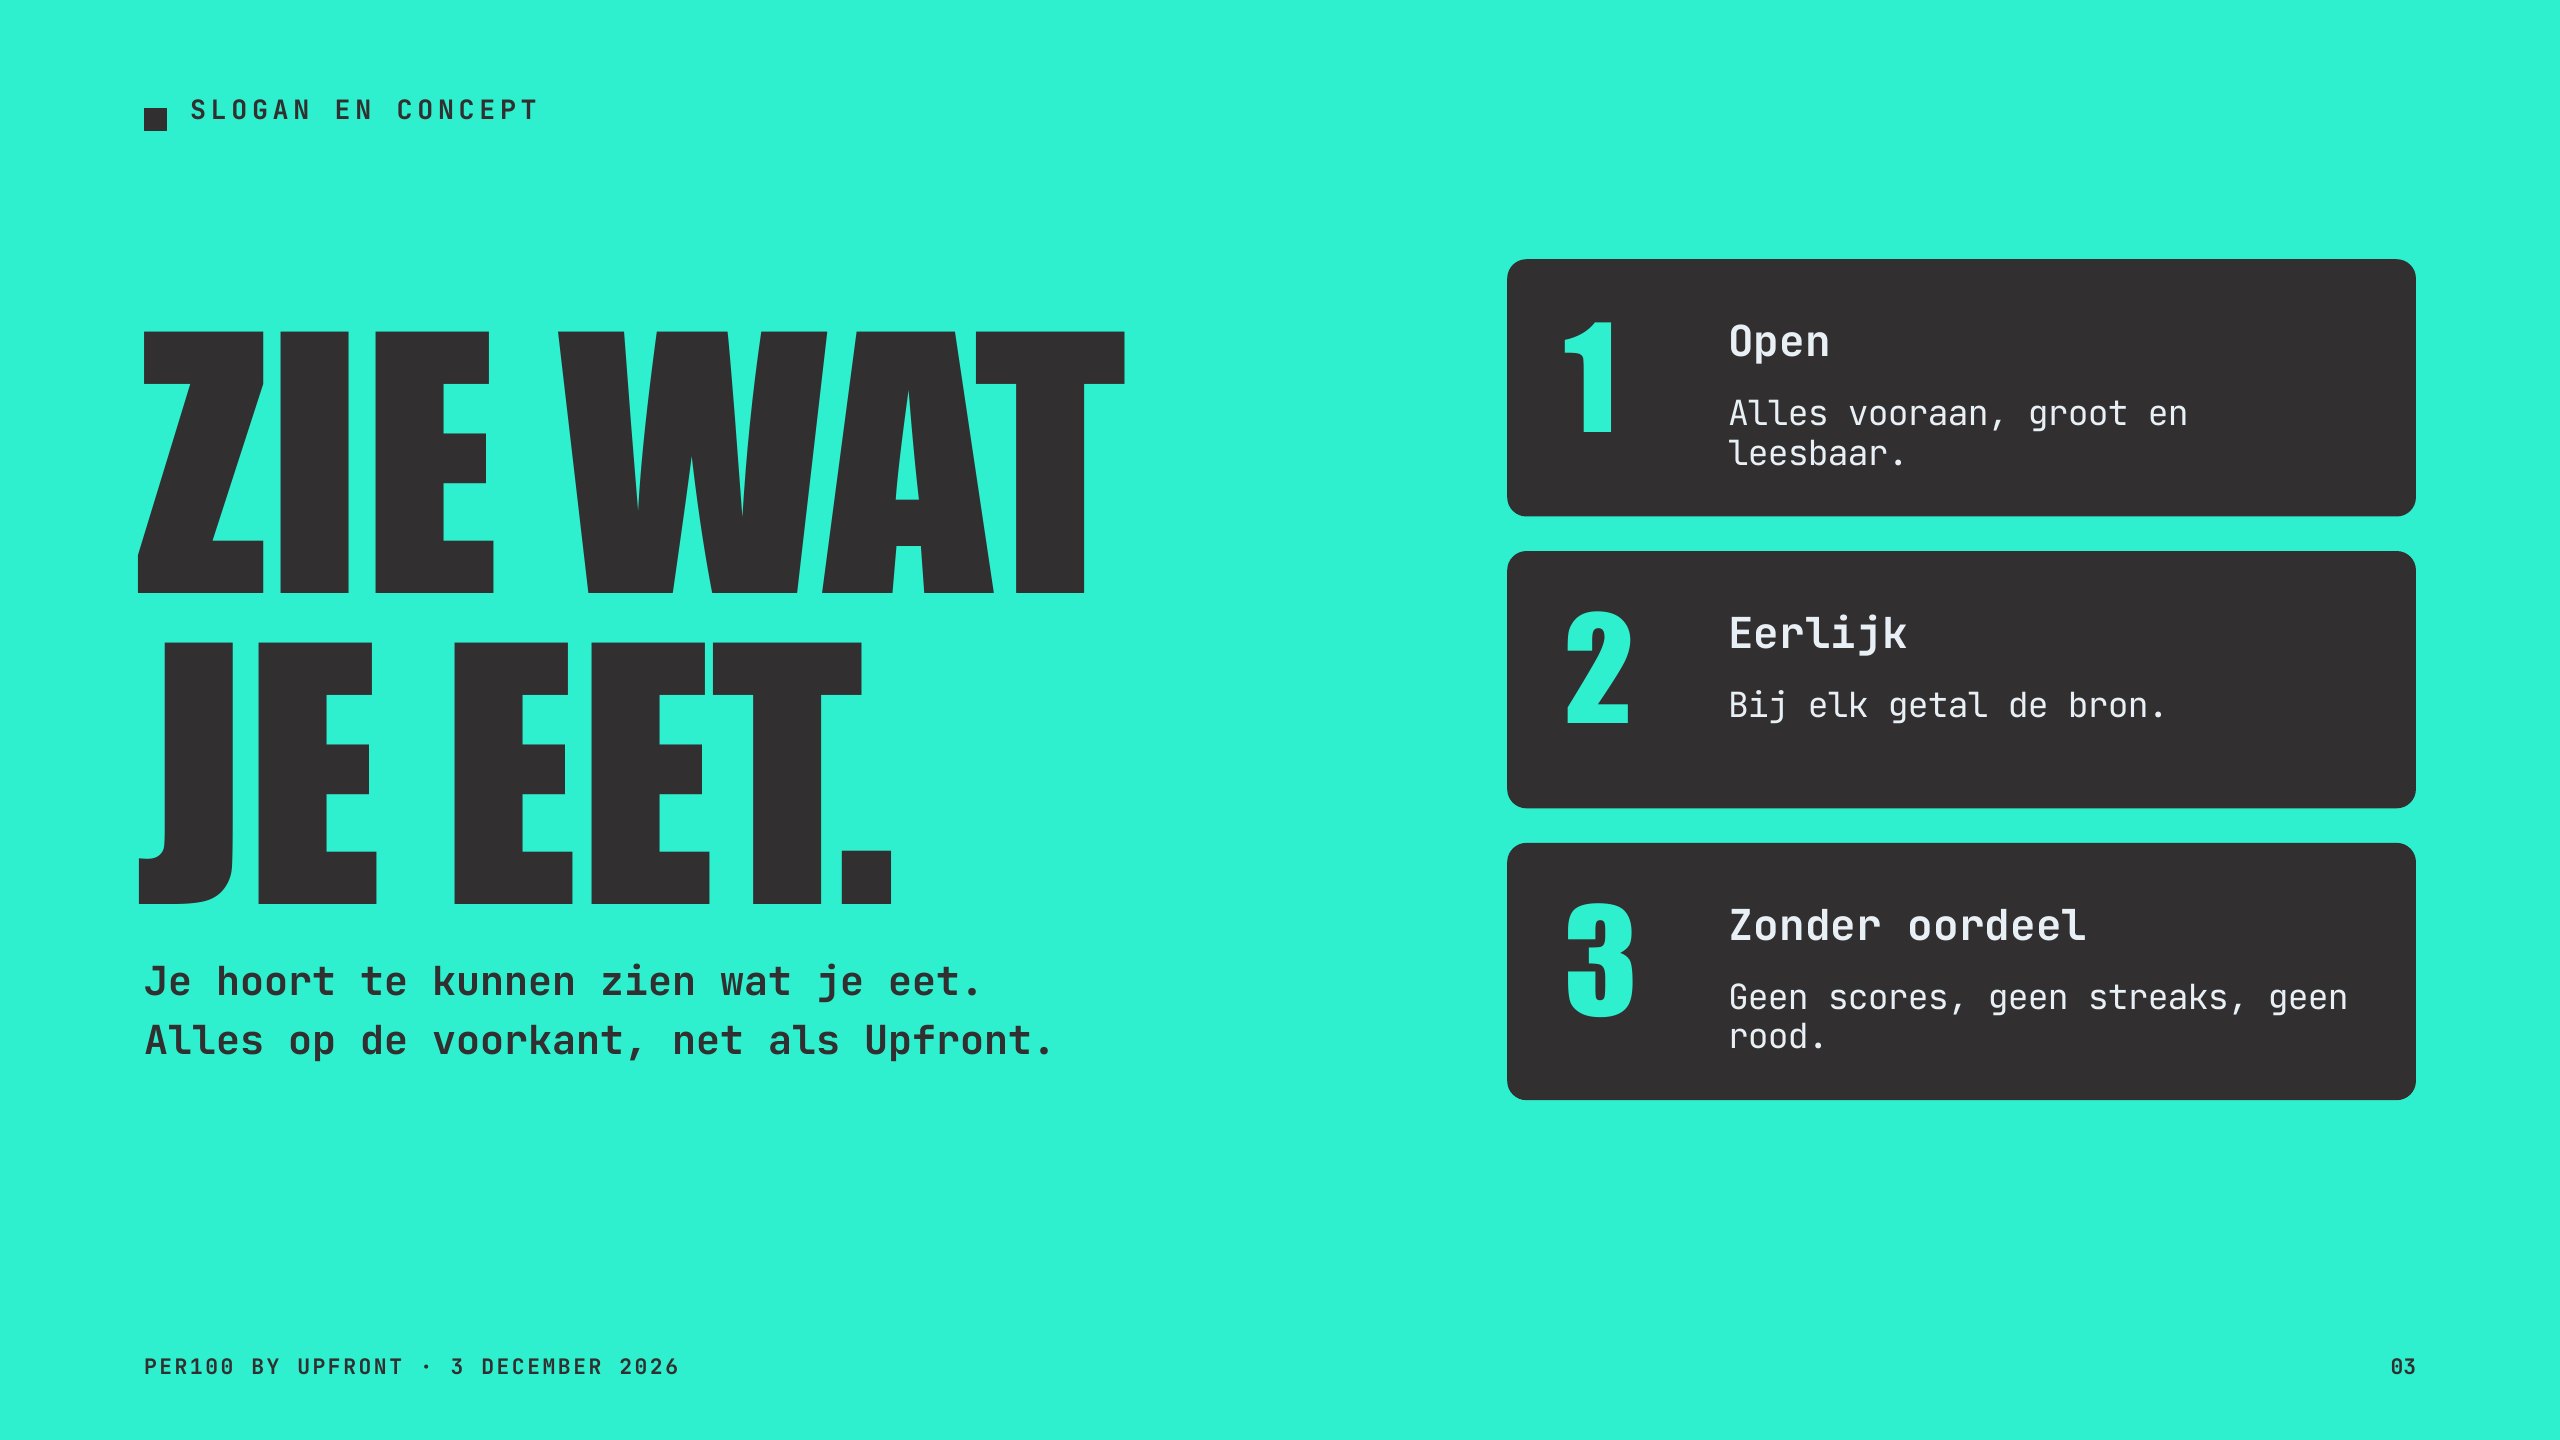 SLOGAN EN CONCEPT
ZIE WAT
JE EET.
Je hoort te kunnen zien wat je eet.
Alles op de voorkant, net als Upfront.
1
Open
Alles vooraan, groot en
leesbaar.
2
Eerlijk
Bij elk getal de bron.
3
Zonder oordeel
Geen scores, geen streaks, geen
rood.
PER100 BY UPFRONT · 3 DECEMBER 2026
03